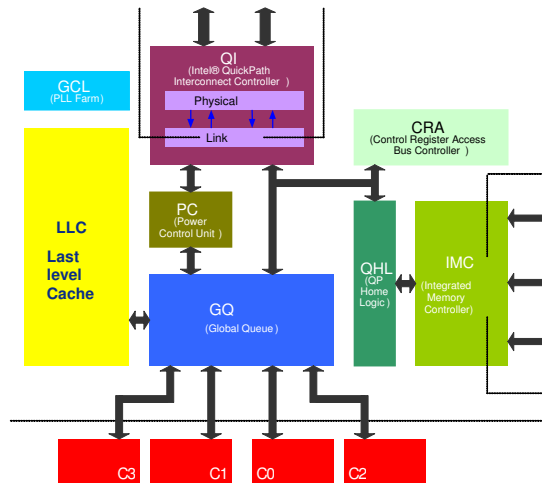 QI
(Intel® QuickPath
Interconnect Controller )
Physical
Link
GCL
(PLL Farm)
CRA
(Control Register Access
Bus Controller )
LLC
Last
level
Cache
PC
(Power
Control Unit )
QHL
(QP
Home
Logic )
IMC
(Integrated
Memory
Controller)
GQ
(Global Queue )
C3
C1
C0
C2